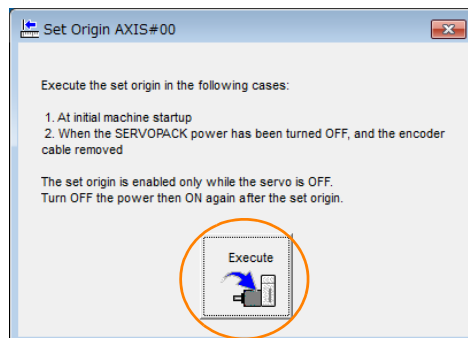 Set Origin AXIS#00
Execute the set origin in the following cases:
1. At initial machine startup
2. When the SERVOPACK power has been turned OFF, and the encoder
cable removed
The set origin is enabled only while the servo is OFF.
Turn OFF the power then ON again after the set origin.
Execute